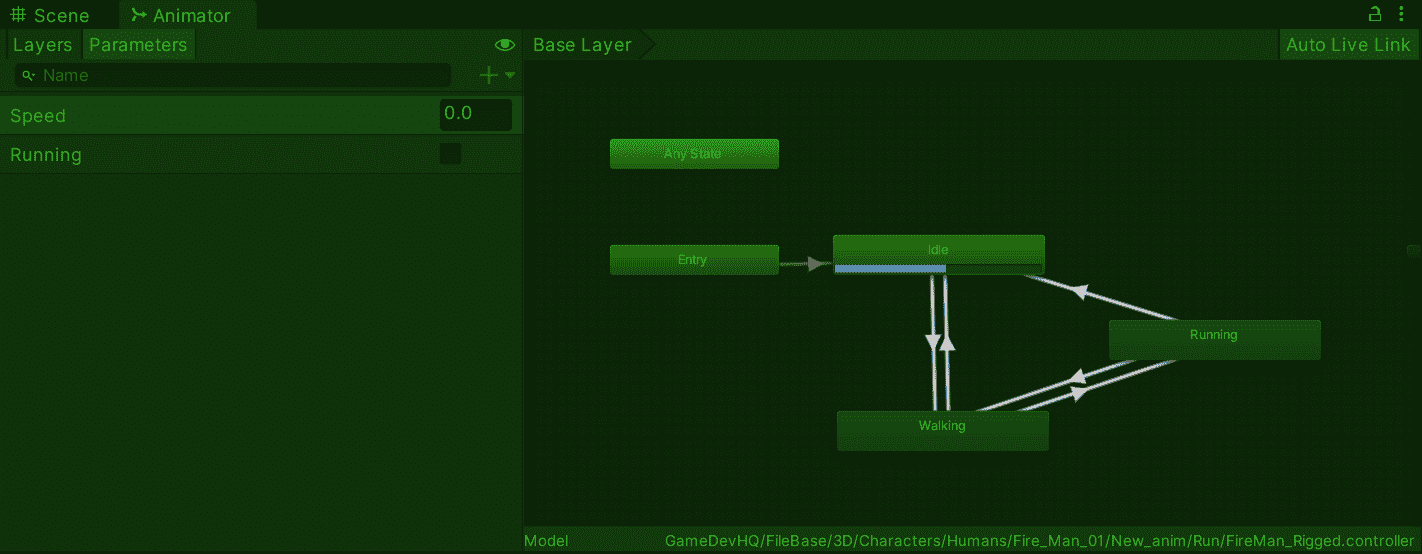 Scene
Animator
Layers
Parameters
Base Layer
Auto Live Link
Name
Speed
0.0
Running
Any State
Entry
Idle
Running
Walking
Model
GameDevHQ/FileBase/3D/Characters/Humans/Fire_Man_01/New_anim/Run/FireMan_Rigged.controller